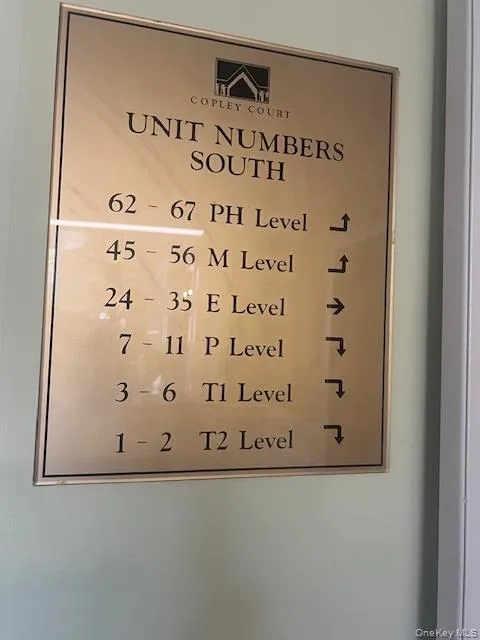 COPLEY COURT
UNIT NUMBERS
SOUTH
62 - 67 PH Level
45 - 56 M Level
24 - 35 E Level
7 - 11 P Level
3 - 6 T1 Level
1 - 2 T2 Level
OneKey MLS